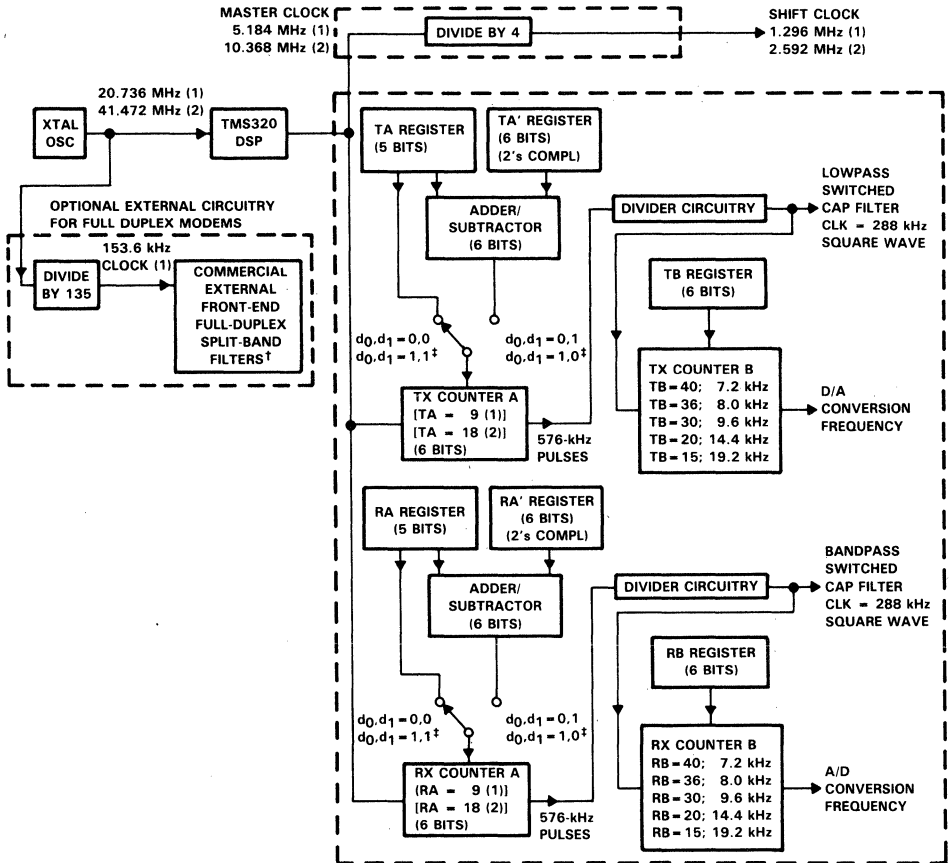 MASTER CLOCK
5.184 MHz (1)
10.368 MHz (2)
DIVIDE BY 4
SHIFT CLOCK
1.296 MHz (1)
2.592 MHz (2)
20.736 MHz (1)
41.472 MHz (2)
XTAL
OSC
TMS320
DSP
OPTIONAL EXTERNAL CIRCUITRY
FOR FULL DUPLEX MODEMS
153.6 kHz
CLOCK (1)
DIVIDE
BY 135
COMMERCIAL
EXTERNAL
FRONT-END
FULL-DUPLEX
SPLIT-BAND
FILTERS†
TA REGISTER
(5 BITS)
TA' REGISTER
(6 BITS)
(2's COMPL)
ADDER/
SUBTRACTOR
(6 BITS)
d0,d1 = 0,0
d0,d1 = 1,1‡
d0,d1 = 0,1
d0,d1 = 1,0‡
TX COUNTER A
[TA = 9 (1)]
[TA = 18 (2)]
(6 BITS)
576-kHz
PULSES
DIVIDER CIRCUITRY
LOWPASS
SWITCHED
CAP FILTER
CLK = 288 kHz
SQUARE WAVE
TB REGISTER
(6 BITS)
TX COUNTER B
TB=40; 7.2 kHz
TB=36; 8.0 kHz
TB=30; 9.6 kHz
TB=20; 14.4 kHz
TB=15; 19.2 kHz
D/A
CONVERSION
FREQUENCY
RA REGISTER
(5 BITS)
RA' REGISTER
(6 BITS)
(2's COMPL)
ADDER/
SUBTRACTOR
(6 BITS)
d0,d1 = 0,0
d0,d1 = 1,1‡
d0,d1 = 0,1
d0,d1 = 1,0‡
RX COUNTER A
(RA = 9 (1)]
[RA = 18 (2)]
(6 BITS)
576-kHz
PULSES
DIVIDER CIRCUITRY
BANDPASS
SWITCHED
CAP FILTER
CLK = 288 kHz
SQUARE WAVE
RB REGISTER
(6 BITS)
RX COUNTER B
RB=40; 7.2 kHz
RB=36; 8.0 kHz
RB=30; 9.6 kHz
RB=20; 14.4 kHz
RB=15; 19.2 kHz
A/D
CONVERSION
FREQUENCY